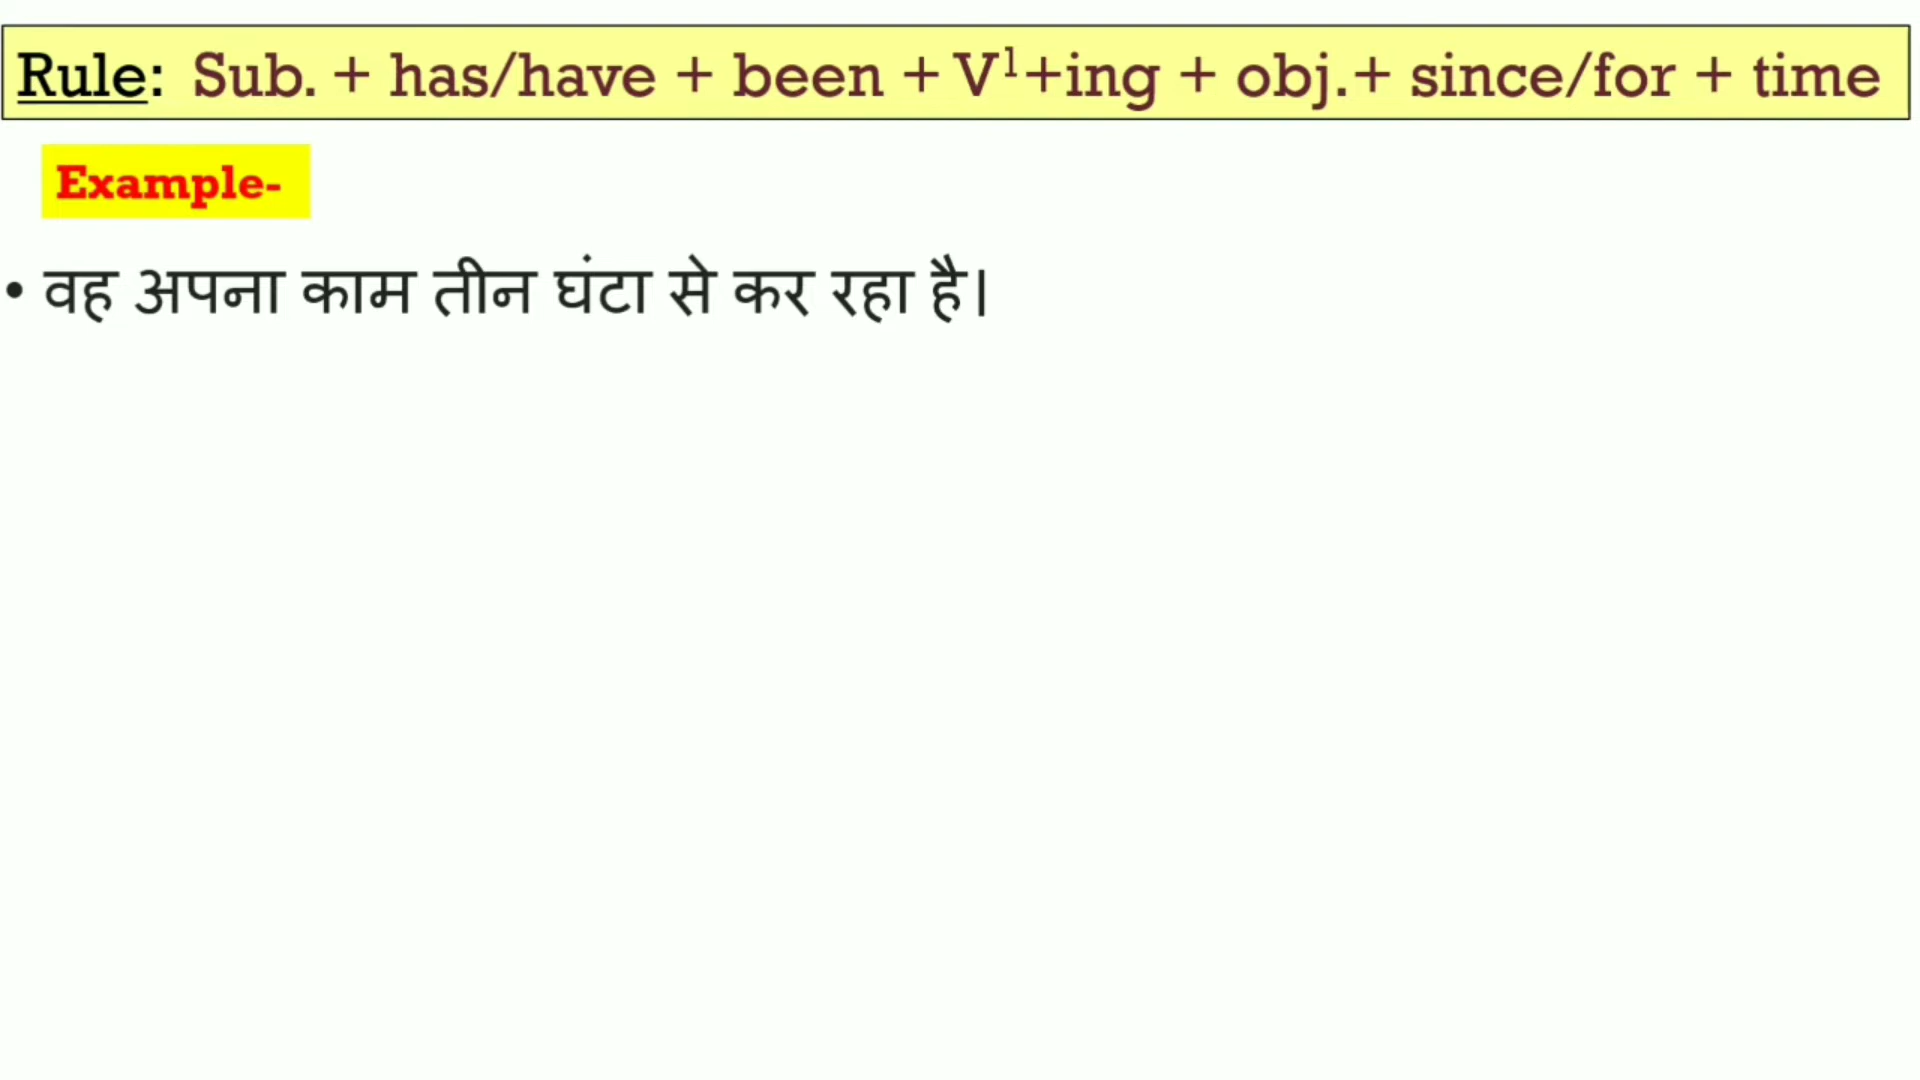 Rule: Sub. + has/have + been + V¹+ing + obj.+ since/for + time
Example-
• वह अपना काम तीन घंटा से कर रहा है।